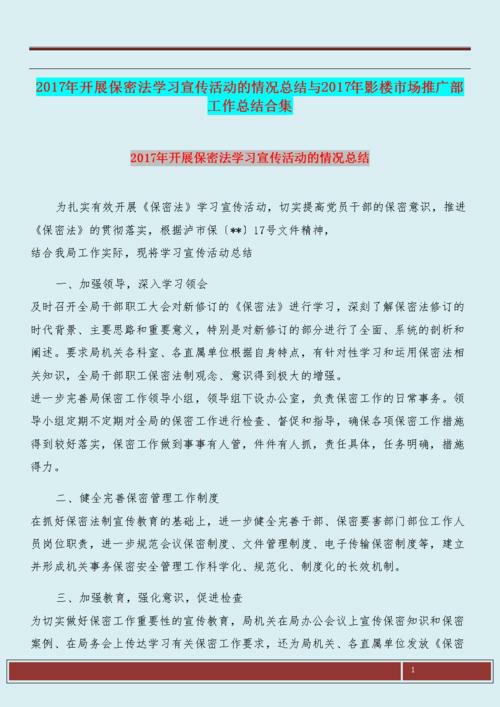 2017年开展保密法学习宣传活动的情况总结与2017年影楼市场推广部
工作总结合集
2017年开展保密法学习宣传活动的情况总结
为扎实有效开展《保密法》学习宣传活动，切实提高党员干部的保密意识，推进
《保密法》的贯彻落实，根据泸市保〔**〕17号文件精神，
结合我局工作实际，现将学习宣传活动总结
一、加强领导，深入学习领会
及时召开全局干部职工大会对新修订的《保密法》进行学习，深刻了解保密法修订的
时代背景、主要思路和重要意义，特别是对新修订的部分进行了全面、系统的剖析和
阐述。要求局机关各科室、各直属单位根据自身特点，有针对性学习和运用保密法相
关知识，全局干部职工保密法制观念、意识得到极大的增强。
进一步完善局保密工作领导小组，领导组下设办公室，负责保密工作的日常事务。领
导小组定期不定期对全局的保密工作进行检查、督促和指导，确保各项保密工作措施
得到较好落实，保密工作做到事事有人管，件件有人抓，责任具体，任务明确，措施
得力。
二、健全完善保密管理工作制度
在抓好保密法制宣传教育的基础上，进一步健全完善干部、保密要害部门部位工作人
员岗位职责，进一步规范会议保密制度、文件管理制度、电子传输保密制度等，建立
并形成机关事务保密安全管理工作科学化、规范化、制度化的长效机制。
三、加强教育，强化意识，促进检查
为切实做好保密工作重要性的宣传教育，局机关在局办公会议上宣传保密知识和保密
案例、在局务会上传达学习有关保密工作要求，还为局机关、各直属单位发放《保密
1